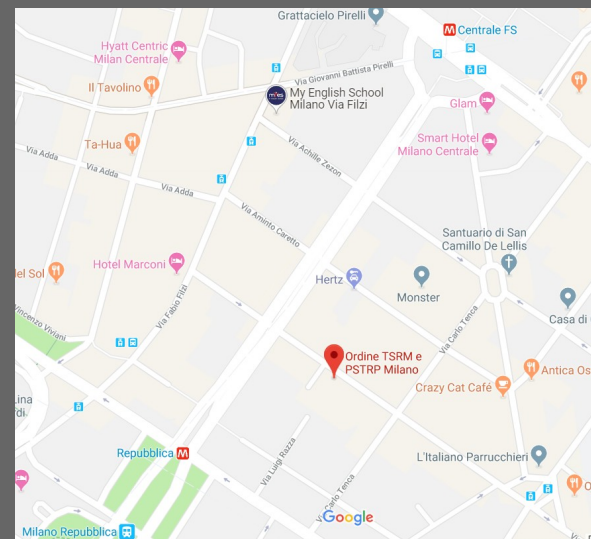 Grattacielo Pirelli
M Centrale FS
Hyatt Centric
Milan Centrale
Via Giovanni Battista Pirelli
Il Tavolino
mes
My English School
Milano Via Filzi
Glam
Ta-Hua
Smart Hotel
Milano Centrale
Via Achille Zezon
Via Adda
Via Adda
Via Aminto Caretto
Santuario di San
Camillo De Lellis
Hotel Marconi
el Sol
Hertz
Monster
Via Fabio Filzi
Casa di
Vincenzo Viviani
Via Carlo Tenca
Ordine TSRM e
PSTRP Milano
Antica Os
Crazy Cat Café
ina
di
Repubblica M
L'Italiano Parrucchieri
Via Luigi Razza
Via Carlo Tenca
O
Google
Milano Repubblica